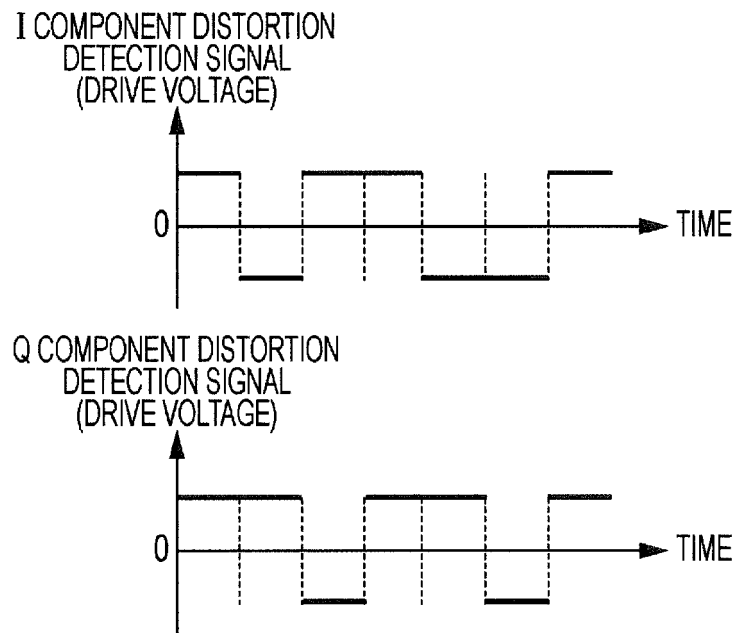 I COMPONENT DISTORTION
DETECTION SIGNAL
(DRIVE VOLTAGE)
0
TIME
Q COMPONENT DISTORTION
DETECTION SIGNAL
(DRIVE VOLTAGE)
0
TIME